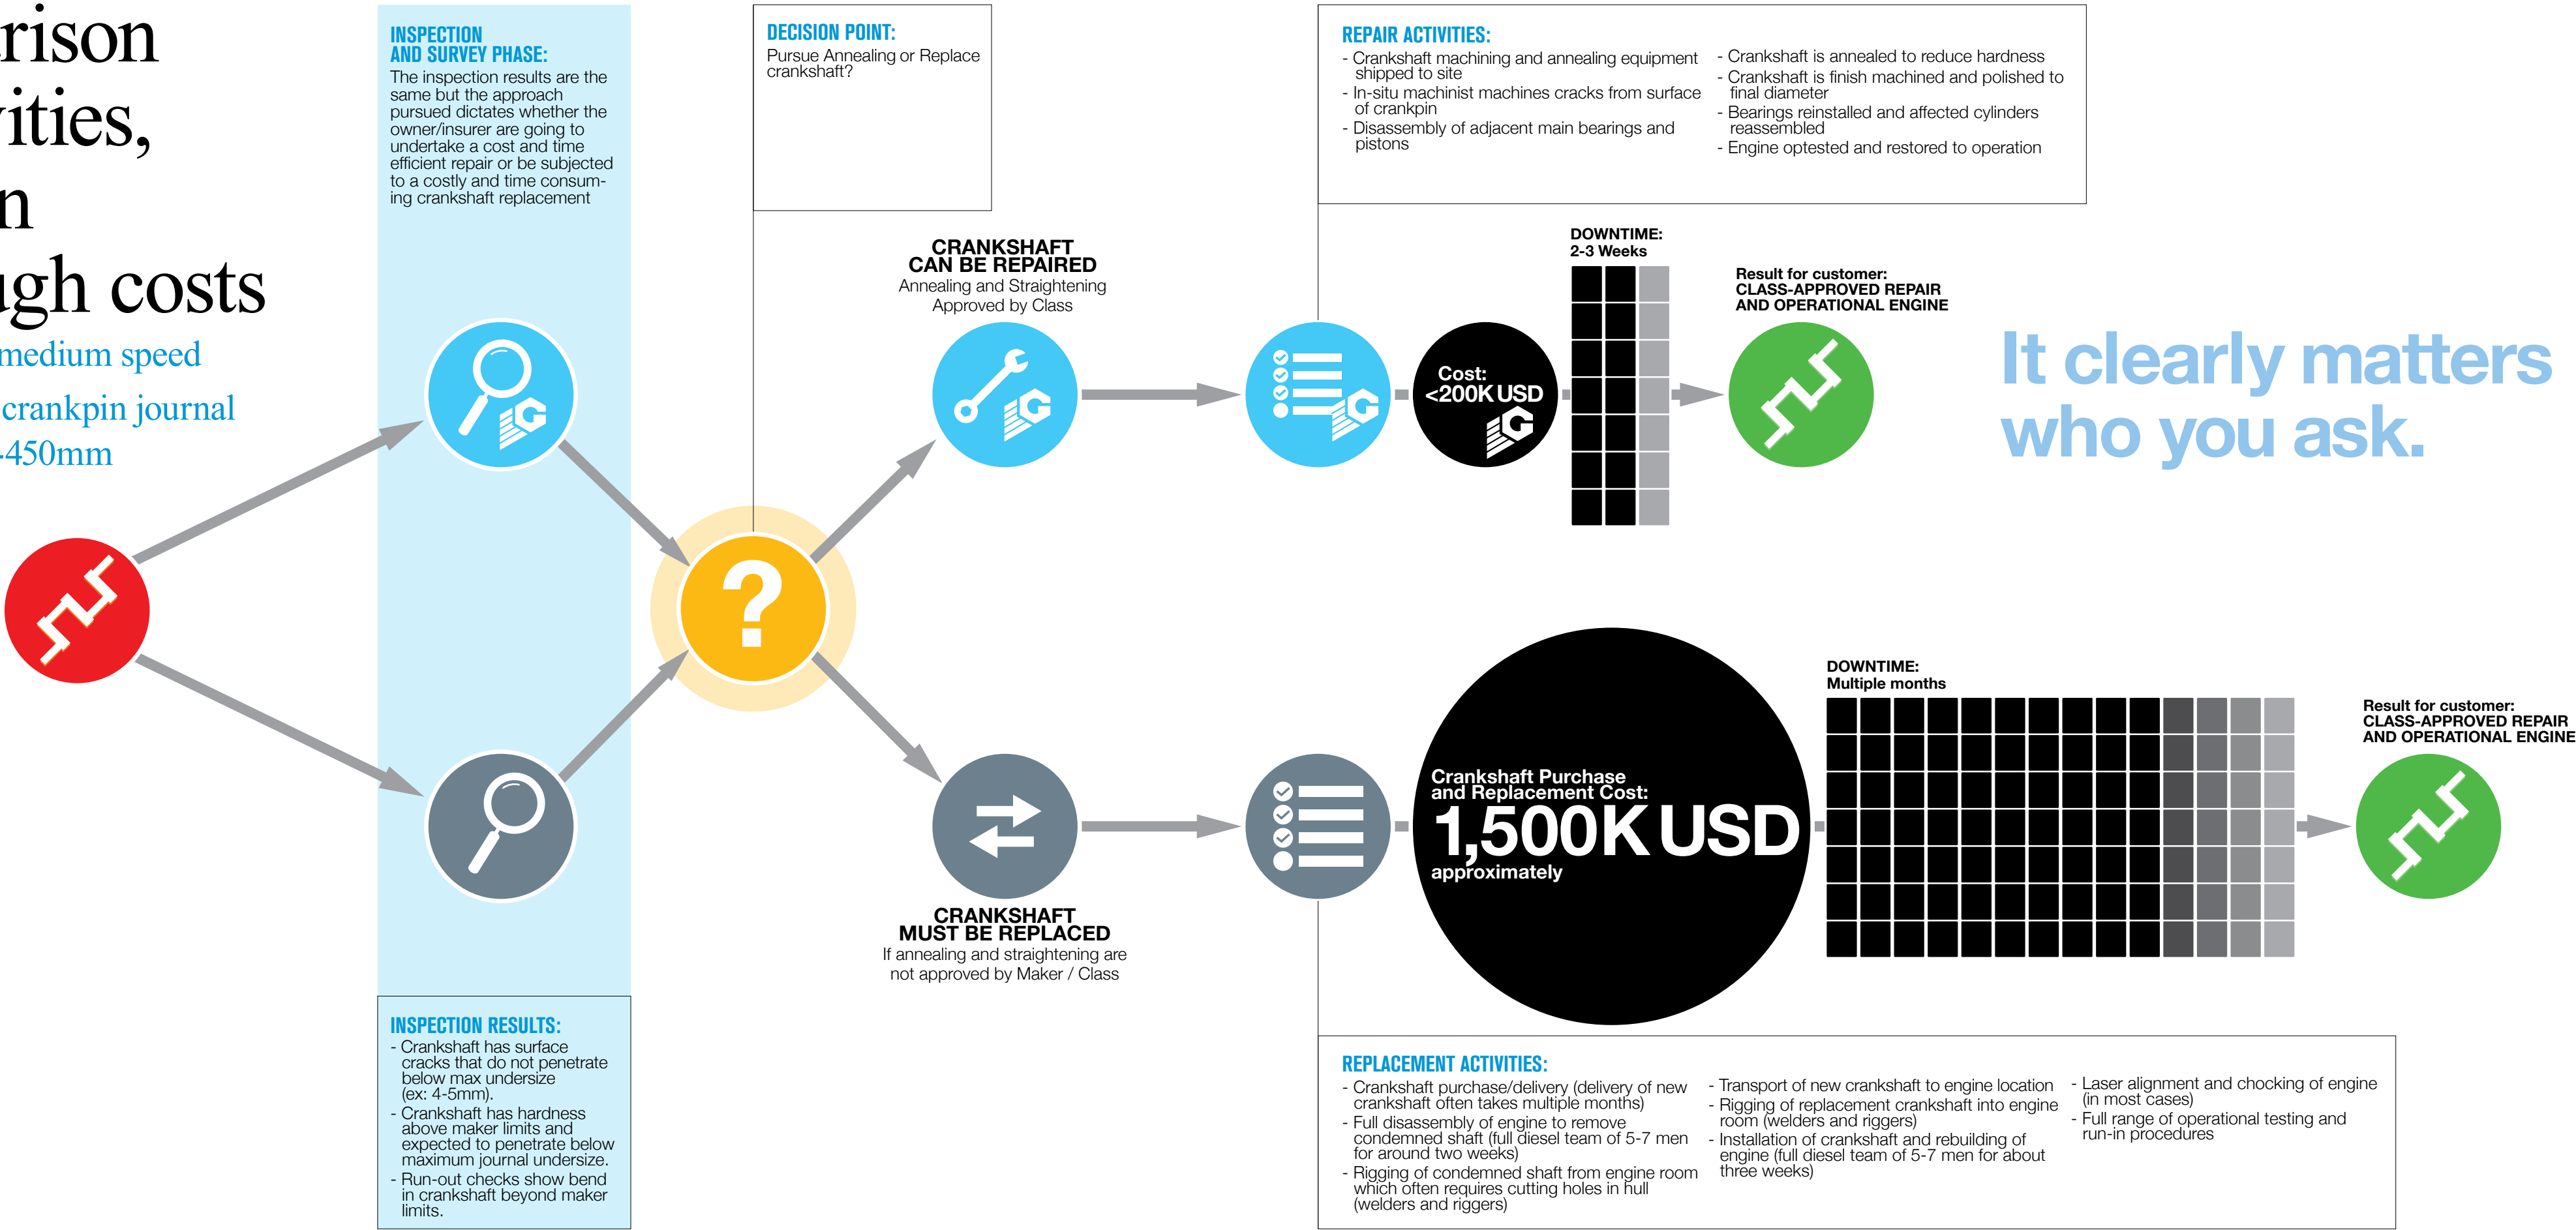 rison
vities,
n
ugh costs
medium speed
crankpin journal
-450mm
INSPECTION
AND SURVEY PHASE:
The inspection results are the
same but the approach
pursued dictates whether the
owner/insurer are going to
undertake a cost and time
efficient repair or be subjected
to a costly and time consum-
ing crankshaft replacement
DECISION POINT:
Pursue Annealing or Replace
crankshaft?
REPAIR ACTIVITIES:
- Crankshaft machining and annealing equipment
shipped to site
- In-situ machinist machines cracks from surface
of crankpin
- Disassembly of adjacent main bearings and
pistons
- Crankshaft is annealed to reduce hardness
- Crankshaft is finish machined and polished to
final diameter
- Bearings reinstalled and affected cylinders
reassembled
- Engine optested and restored to operation
CRANKSHAFT
CAN BE REPAIRED
Annealing and Straightening
Approved by Class
Cost:
<200K USD
G
DOWNTIME:
2-3 Weeks
Result for customer:
CLASS-APPROVED REPAIR
AND OPERATIONAL ENGINE
It clearly matters
who you ask.
?
CRANKSHAFT
MUST BE REPLACED
If annealing and straightening are
not approved by Maker / Class
Crankshaft Purchase
and Replacement Cost:
1,500K USD
approximately
DOWNTIME:
Multiple months
Result for customer:
CLASS-APPROVED REPAIR
AND OPERATIONAL ENGINE
INSPECTION RESULTS:
- Crankshaft has surface
cracks that do not penetrate
below max undersize
(ex: 4-5mm).
- Crankshaft has hardness
above maker limits and
expected to penetrate below
maximum journal undersize.
- Run-out checks show bend
in crankshaft beyond maker
limits.
REPLACEMENT ACTIVITIES:
- Crankshaft purchase/delivery (delivery of new
crankshaft often takes multiple months)
- Full disassembly of engine to remove
condemned shaft (full diesel team of 5-7 men
for around two weeks)
- Rigging of condemned shaft from engine room
which often requires cutting holes in hull
(welders and riggers)
- Transport of new crankshaft to engine location
- Rigging of replacement crankshaft into engine
room (welders and riggers)
- Installation of crankshaft and rebuilding of
engine (full diesel team of 5-7 men for about
three weeks)
- Laser alignment and chocking of engine
(in most cases)
- Full range of operational testing and
run-in procedures